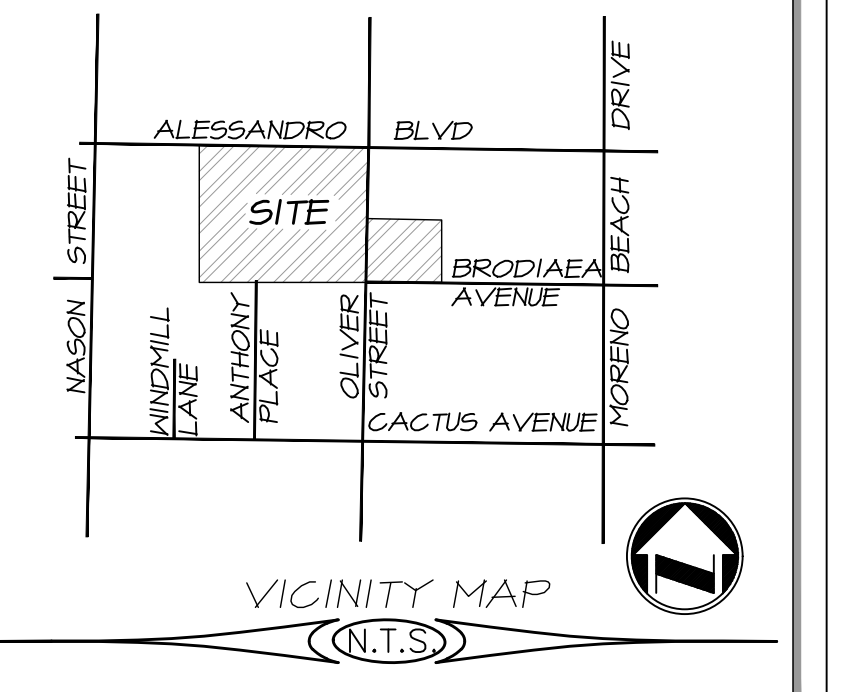 DRIVE
ALESSANDRO BLVD
STREET
BEACH
SITE
BRODIAEA
AVENUE
NASON
WINDMILL
LANE
ANTHONY
PLACE
OLIVER
STREET
MORENO
CACTUS AVENUE
N
VICINITY MAP
N.T.S.